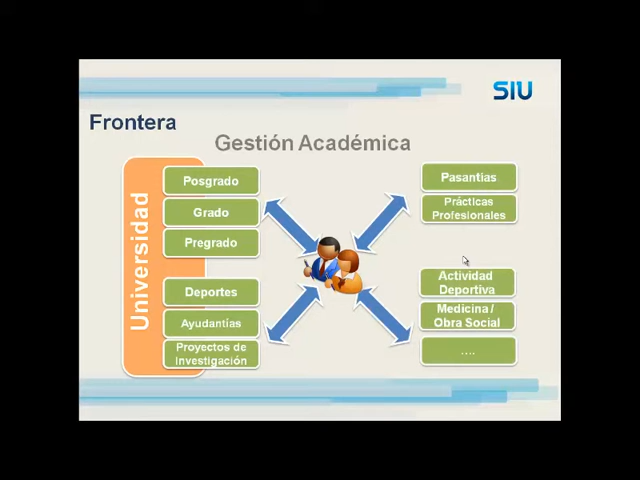 SIU
Frontera
Gestión Académica
Universidad
Posgrado
Grado
Pregrado
Deportes
Ayudantías
Proyectos de
Investigación
Pasantías
Prácticas
Profesionales
Actividad
Deportiva
Medicina /
Obra Social
....